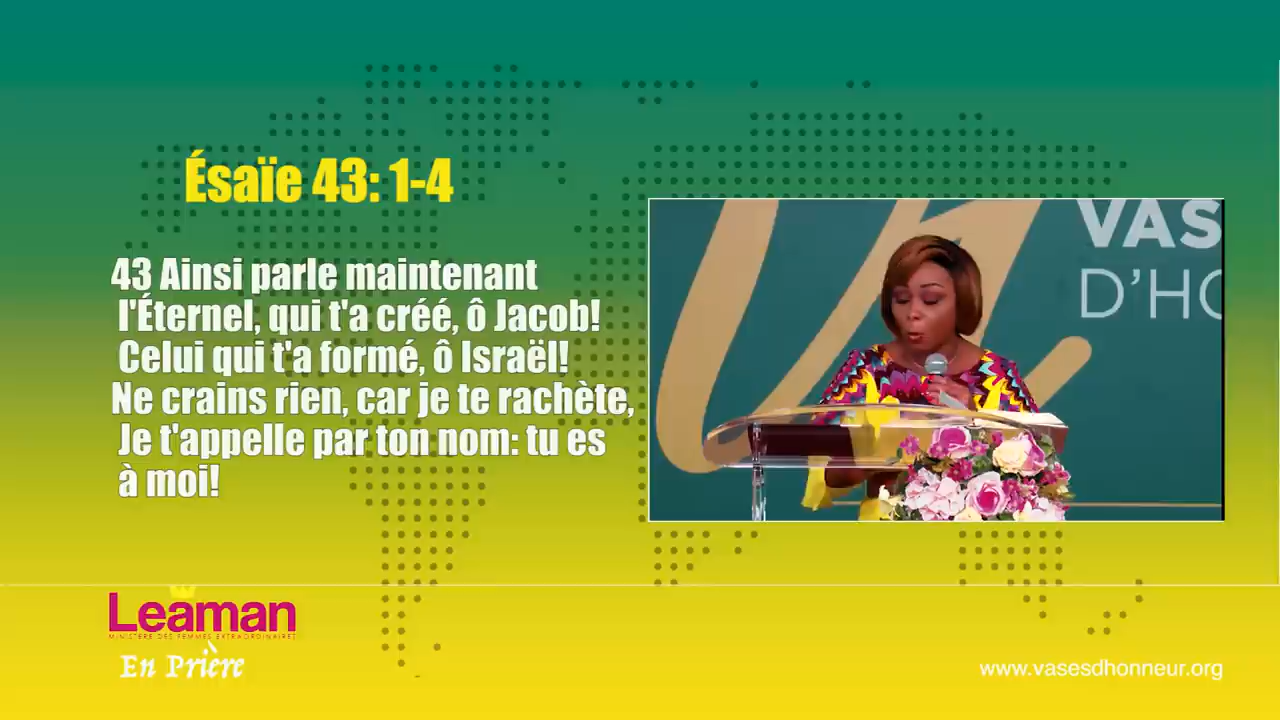 Ésaïe 43: 1-4
43 Ainsi parle maintenant
l'Éternel, qui t'a créé, ô Jacob!
Celui qui t'a formé, ô Israël!
Ne crains rien, car je te rachète,
Je t'appelle par ton nom: tu es
à moi!
VAS
D'HO
Leaman
MINISTÈRE DES FEMMES EXTRAORDINAIRES
En Prière
www.vasesdhonneur.org